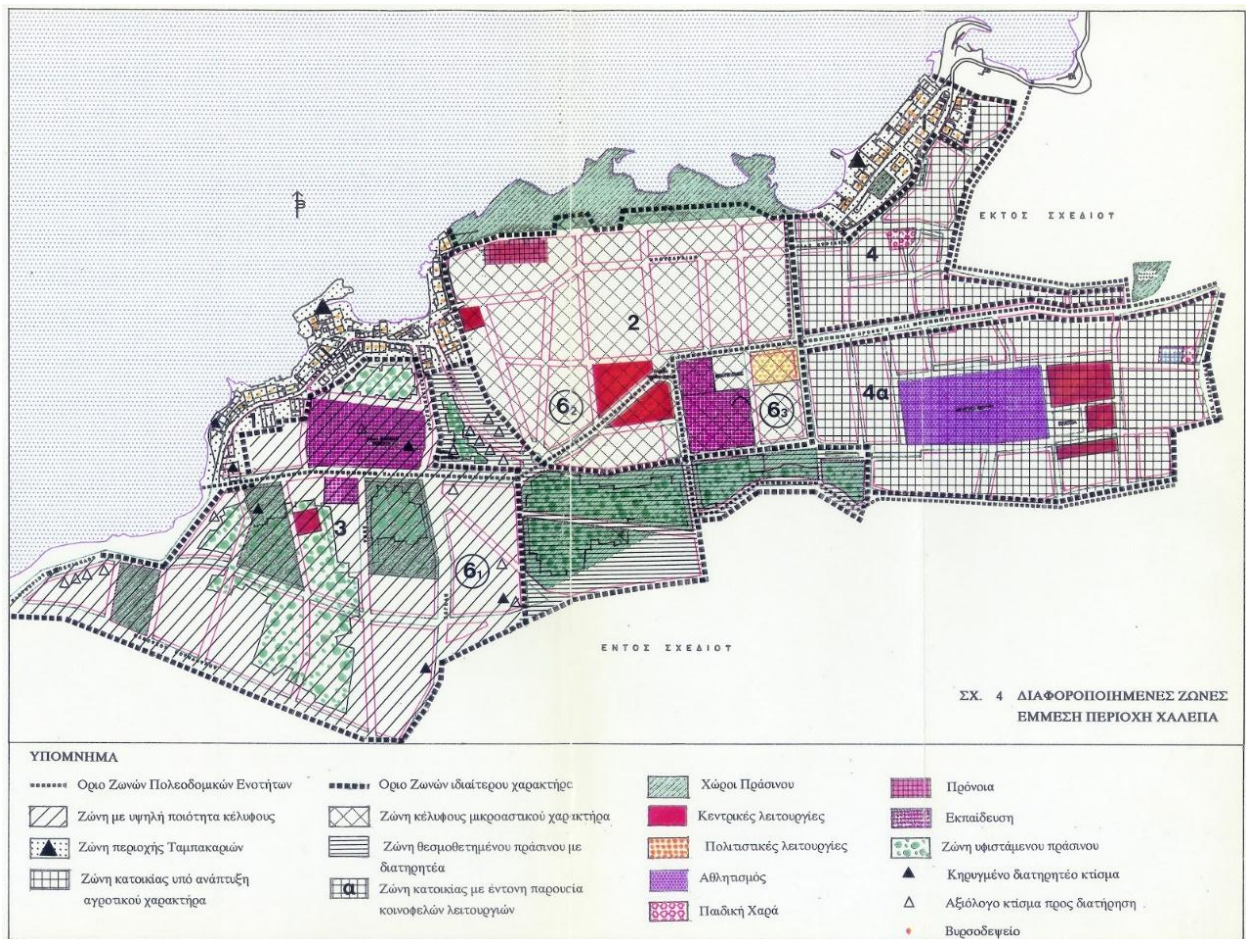 ΕΚΤΟΣ ΣΧΕΔΙΟΥ
4
2
6₂
6₃
4α
3
6₁
ΕΝΤΟΣ ΣΧΕΔΙΟΥ
ΣΧ. 4 ΔΙΑΦΟΡΟΠΟΙΗΜΕΝΕΣ ΖΩΝΕΣ
ΕΜΜΕΣΗ ΠΕΡΙΟΧΗ ΧΑΛΕΠΑ
ΥΠΟΜΝΗΜΑ
Οριο Ζωνών Πολεοδομικών Ενοτήτων
Ζώνη με υψηλή ποιότητα κέλυφους
Ζώνη περιοχής Ταμπακαριών
Ζώνη κατοικίας υπό ανάπτυξη
αγροτικού χαρακτήρα
Οριο Ζωνών ιδιαίτερου χαρακτήρα
Ζώνη κέλυφους μικροαστικού χαρακτήρα
Ζώνη θεσμοθετημένου πράσινου με
διατηρητέα
α Ζώνη κατοικίας με έντονη παρουσία
κοινοφελών λειτουργιών
Χώροι Πράσινου
Κεντρικές λειτουργίες
Πολιτιστικές λειτουργίες
Αθλητισμός
Παιδική Χαρά
Πρόνοια
Εκπαίδευση
Ζώνη υφιστάμενου πράσινου
Κηρυγμένο διατηρητέο κτίσμα
Αξιόλογο κτίσμα προς διατήρηση
Βυρσοδεψείο